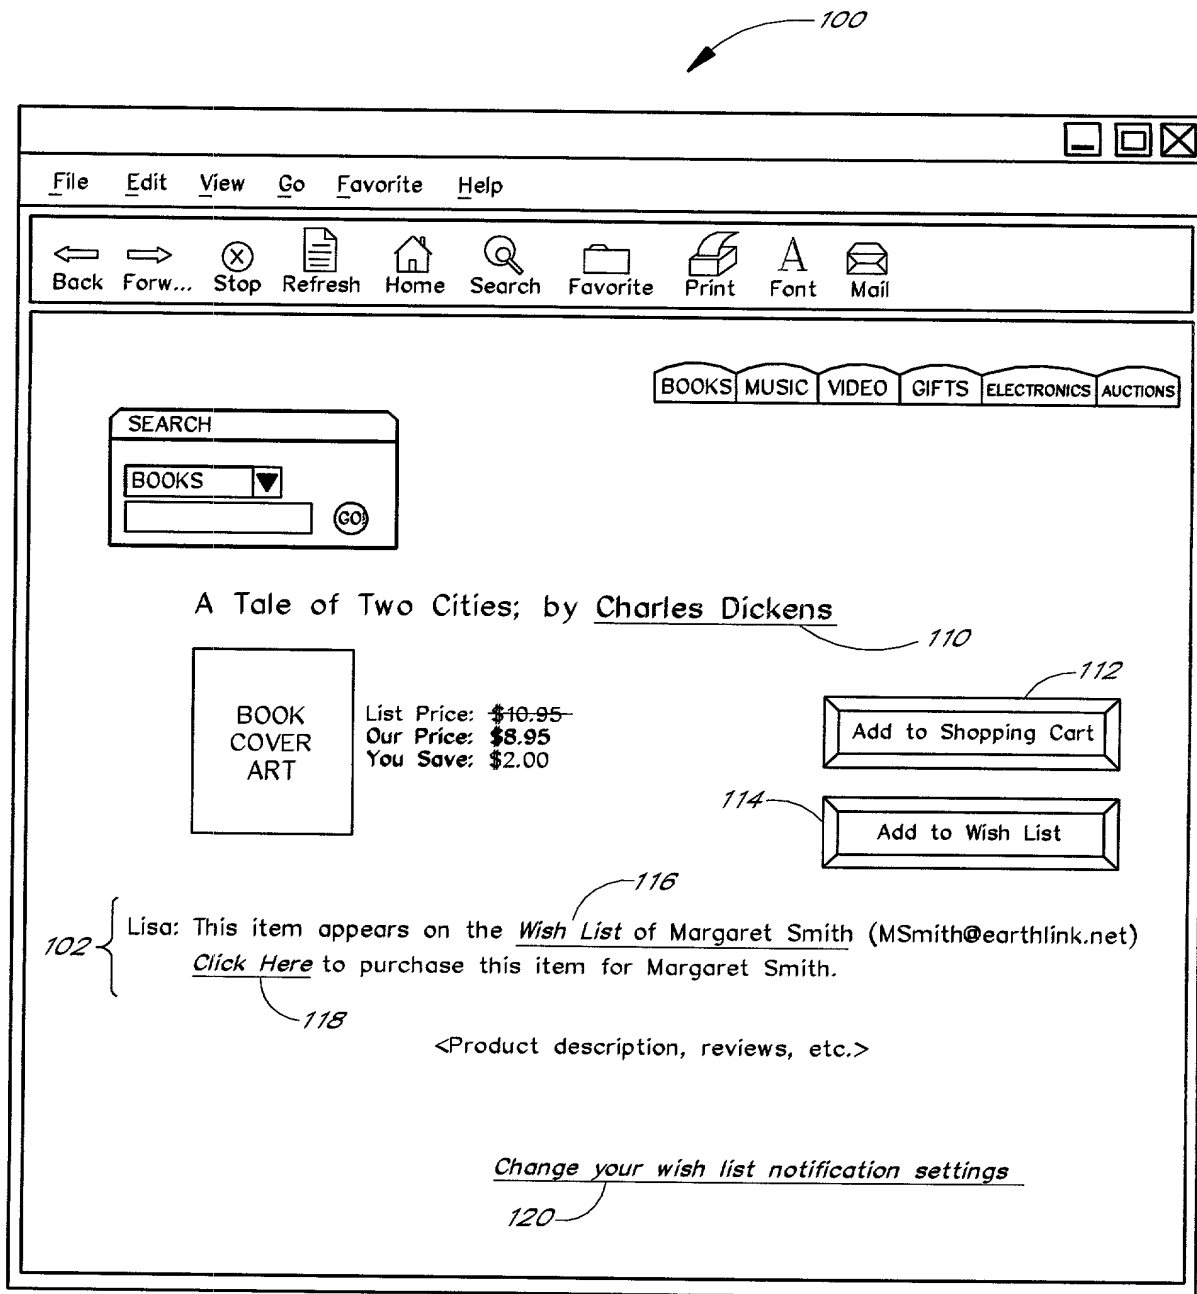 100
File Edit View Go Favorite Help
Back Forw... Stop Refresh Home Search Favorite Print Font Mail
BOOKS MUSIC VIDEO GIFTS ELECTRONICS AUCTIONS
SEARCH
BOOKS
GO!
A Tale of Two Cities; by Charles Dickens
110
112
BOOK
COVER
ART
List Price: $10.95
Our Price: $8.95
You Save: $2.00
Add to Shopping Cart
114
Add to Wish List
116
102
Lisa: This item appears on the Wish List of Margaret Smith (MSmith@earthlink.net)
Click Here to purchase this item for Margaret Smith.
118
<Product description, reviews, etc.>
Change your wish list notification settings
120